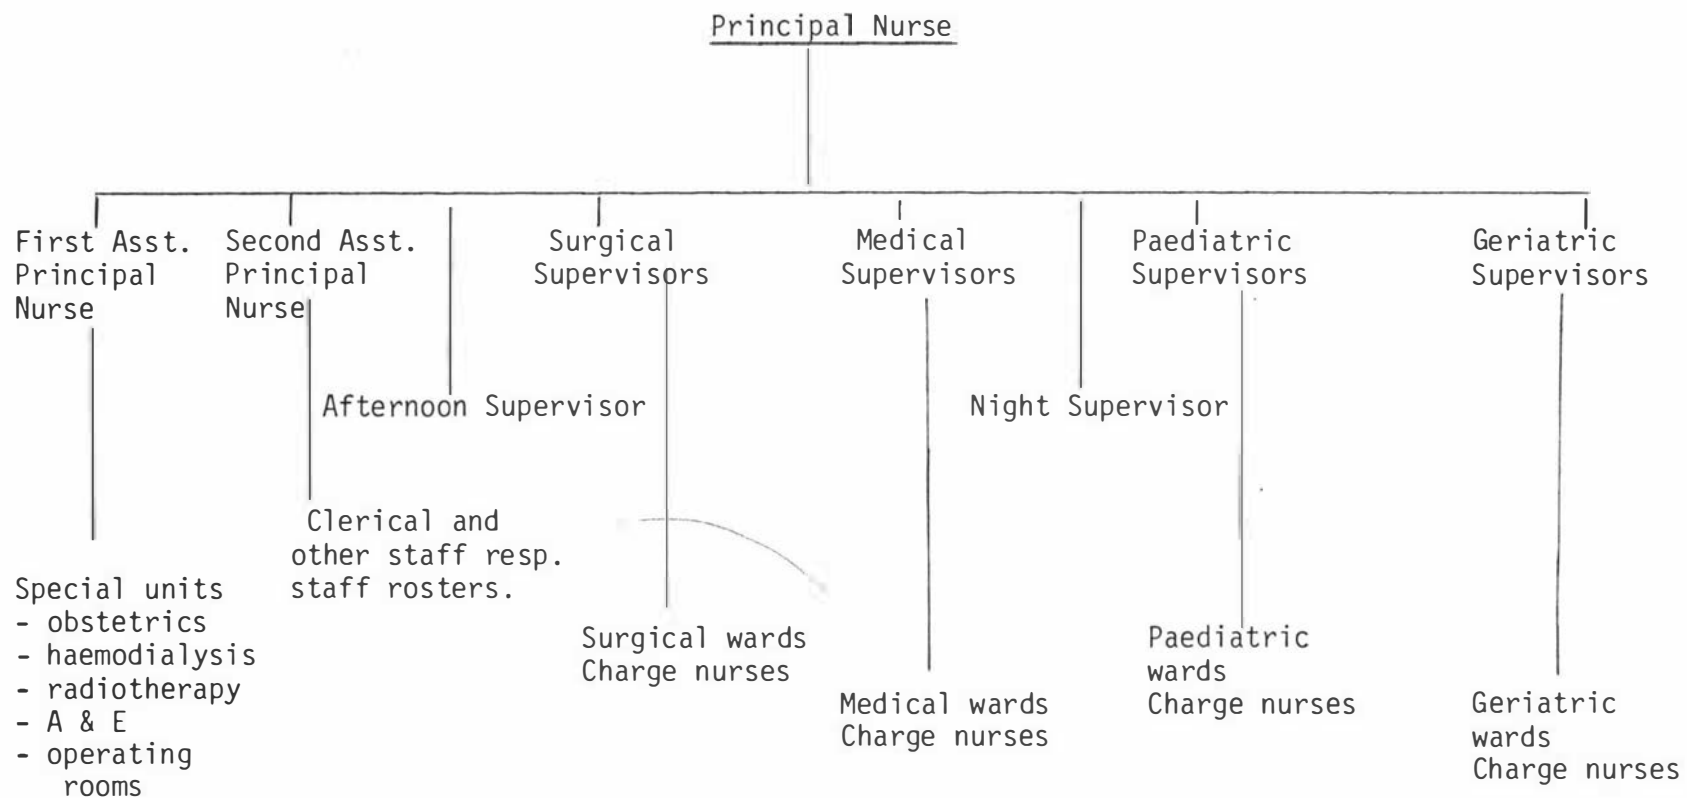 Principal Nurse
First Asst.
Principal
Nurse
Second Asst.
Principal
Nurse
Surgical
Supervisors
Medical
Supervisors
Paediatric
Supervisors
Geriatric
Supervisors
Afternoon Supervisor
Night Supervisor
Clerical and
other staff resp.
staff rosters.
Special units
- obstetrics
- haemodialysis
- radiotherapy
- A & E
- operating
rooms
Surgical wards
Charge nurses
Medical wards
Charge nurses
Paediatric
wards
Charge nurses
Geriatric
wards
Charge nurses